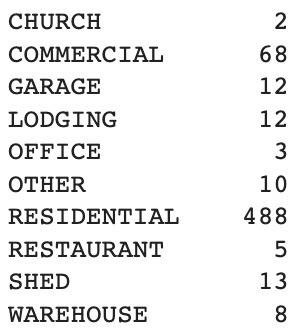 CHURCH 2
COMMERCIAL 68
GARAGE 12
LODGING 12
OFFICE 3
OTHER 10
RESIDENTIAL 488
RESTAURANT 5
SHED 13
WAREHOUSE 8